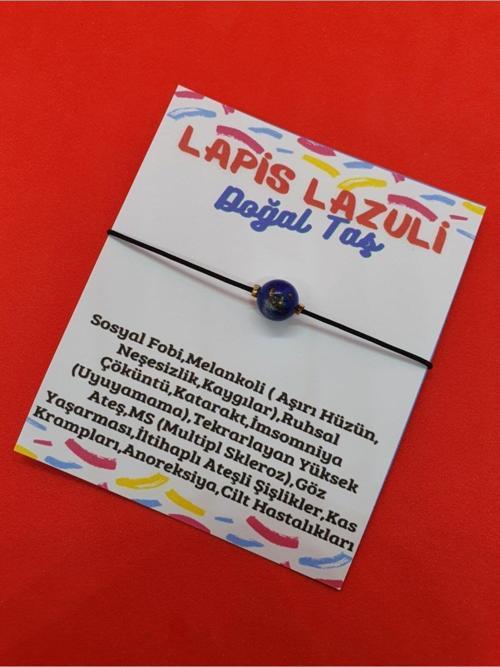 LAPİS LAZULİ
Doğal Taş
Sosyal Fobi,Melankoli ( Aşırı Hüzün,
Neşesizlik,Kaygılar),Ruhsal
Çöküntü,Katarakt,İmsomniya
(Uyuyamama),Tekrarlayan Yüksek
Ateş,MS (Multipl Skleroz),Göz
Yaşarması,İltihaplı Ateşli Şişlikler,Kas
Krampları,Anoreksiya,Cilt Hastalıkları